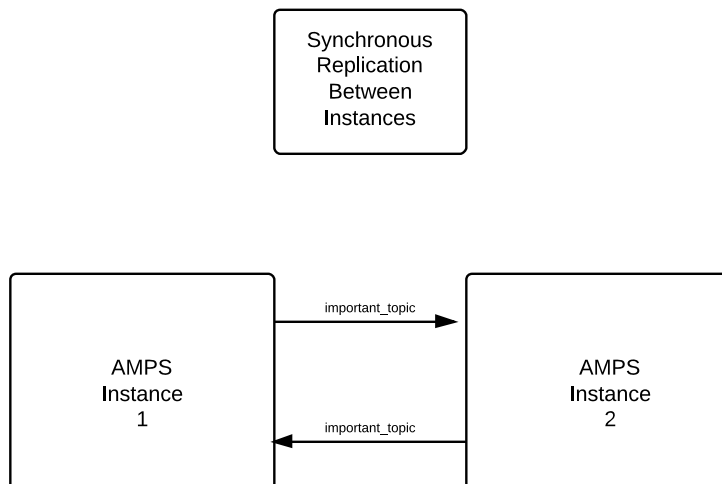 Synchronous
Replication
Between
Instances
important_topic
AMPS
Instance
1
AMPS
Instance
2
important_topic